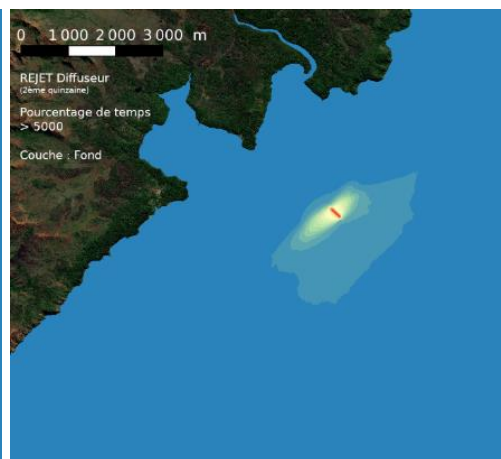 0 1 000 2 000 3 000 m
REJET Diffuseur
(2ème quinzaine)
Pourcentage de temps
> 5000
Couche : Fond